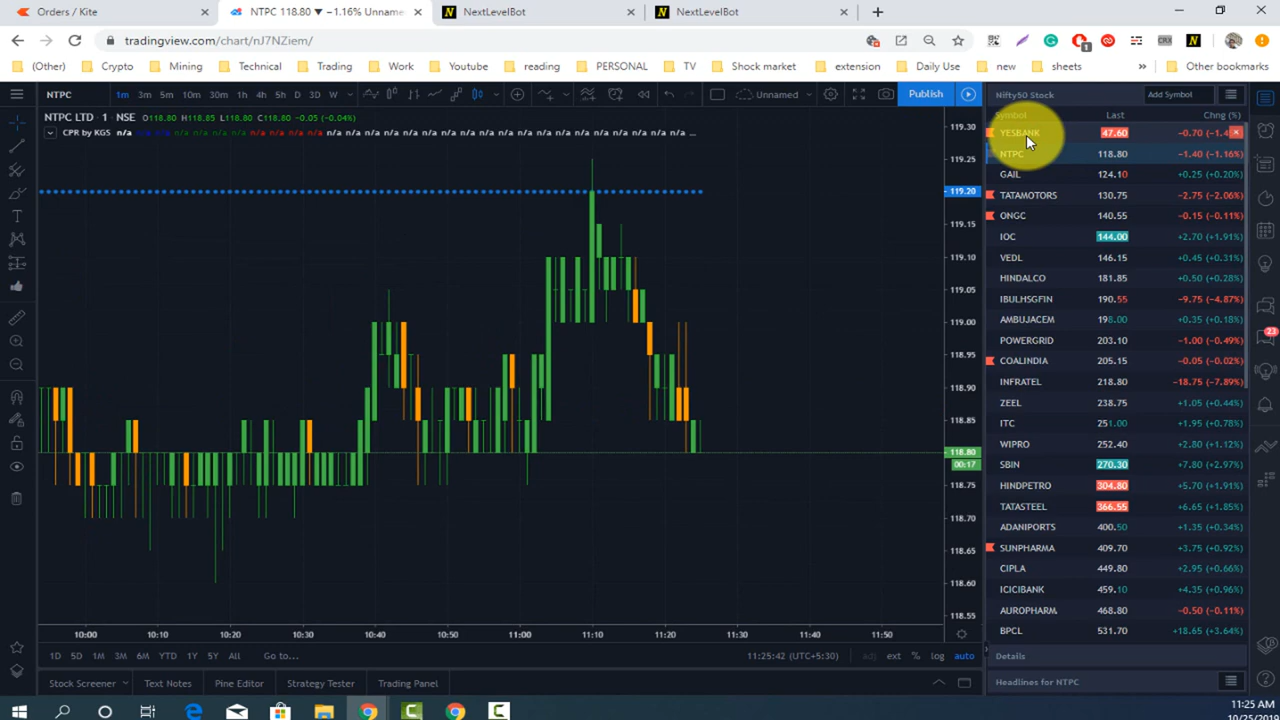 Orders / Kite
NTPC 118.80 ▼ −1.16% Unname
NextLevelBot
NextLevelBot
tradingview.com/chart/nJ7NZiem/
(Other) Crypto Mining Technical Trading Work Youtube reading PERSONAL TV Shock market extension Daily Use new sheets » Other bookmarks
NTPC 1m 3m 5m 10m 30m 1h 4h 5h D 3D W Unnamed Publish
Nifty50 Stock Add Symbol
NTPC LTD · 1 · NSE O118.80 H118.85 L118.80 C118.80 −0.05 (−0.04%)
CPR by KGS n/a n/a n/a n/a n/a n/a n/a n/a n/a n/a n/a n/a n/a n/a n/a n/a n/a n/a n/a n/a n/a n/a ...
Symbol Last Chng (%)
YESBANK 47.60 −0.70 (−1.4
NTPC 118.80 −1.40 (−1.16%)
GAIL 124.10 +0.25 (+0.20%)
TATAMOTORS 130.75 −2.75 (−2.06%)
ONGC 140.55 −0.15 (−0.11%)
IOC 144.00 +2.70 (+1.91%)
VEDL 146.15 +0.45 (+0.31%)
HINDALCO 181.85 +0.50 (+0.28%)
IBULHSGFIN 190.55 −9.75 (−4.87%)
AMBUJACEM 198.00 +0.35 (+0.18%)
POWERGRID 203.10 −1.00 (−0.49%)
COALINDIA 205.15 −0.05 (−0.02%)
INFRATEL 218.80 −18.75 (−7.89%)
ZEEL 238.75 +1.05 (+0.44%)
ITC 251.00 +1.95 (+0.78%)
WIPRO 252.40 +2.80 (+1.12%)
SBIN 270.30 +7.80 (+2.97%)
HINDPETRO 304.80 +5.70 (+1.91%)
TATASTEEL 366.55 +6.65 (+1.85%)
ADANIPORTS 400.50 +1.35 (+0.34%)
SUNPHARMA 409.70 +3.75 (+0.92%)
CIPLA 449.80 +2.95 (+0.66%)
ICICIBANK 459.10 +4.35 (+0.96%)
AUROPHARM 468.80 −0.50 (−0.11%)
BPCL 531.70 +18.65 (+3.64%)
119.30
119.25
119.20
119.15
119.10
119.05
119.00
118.95
118.90
118.85
118.80
00:17
118.75
118.70
118.65
118.60
118.55
10:00 10:10 10:20 10:30 10:40 10:50 11:00 11:10 11:20 11:30 11:40 11:50
1D 5D 1M 3M 6M YTD 1Y 5Y All Go to... 11:25:42 (UTC+5:30) adj ext % log auto
Details
Stock Screener Text Notes Pine Editor Strategy Tester Trading Panel
Headlines for NTPC
23
1
11:25 AM